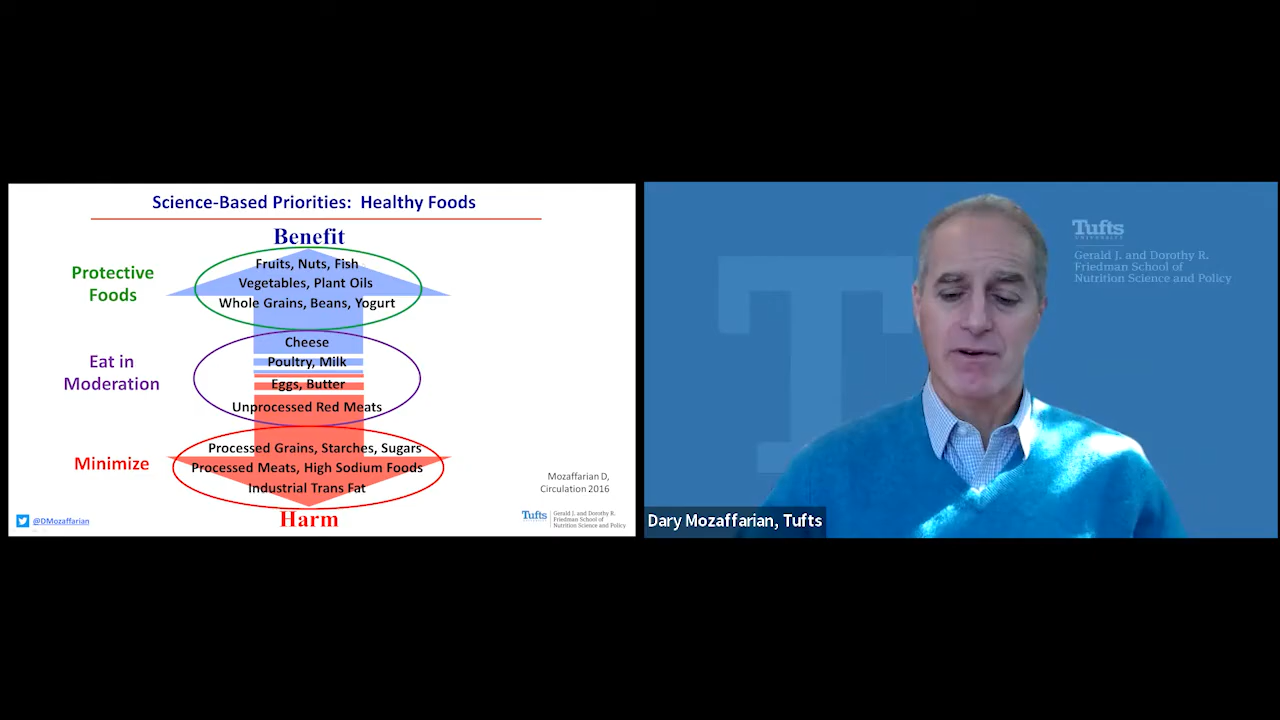 Science-Based Priorities: Healthy Foods
Benefit
Protective
Foods
Fruits, Nuts, Fish
Vegetables, Plant Oils
Whole Grains, Beans, Yogurt
Eat in
Moderation
Cheese
Poultry, Milk
Eggs, Butter
Unprocessed Red Meats
Minimize
Processed Grains, Starches, Sugars
Processed Meats, High Sodium Foods
Industrial Trans Fat
Harm
Mozaffarian D,
Circulation 2016
@DMozaffarian
Tufts
Gerald J. and Dorothy R.
Friedman School of
Nutrition Science and Policy
Tufts
UNIVERSITY
Gerald J. and Dorothy R.
Friedman School of
Nutrition Science and Policy
T
Dary Mozaffarian, Tufts